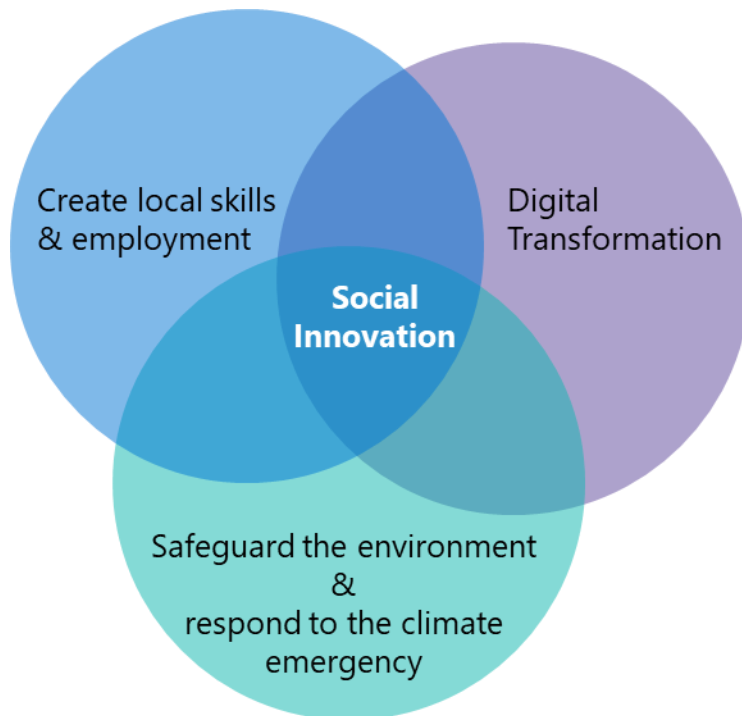 Create local skills
& employment
Digital
Transformation
Social
Innovation
Safeguard the environment
&
respond to the climate
emergency